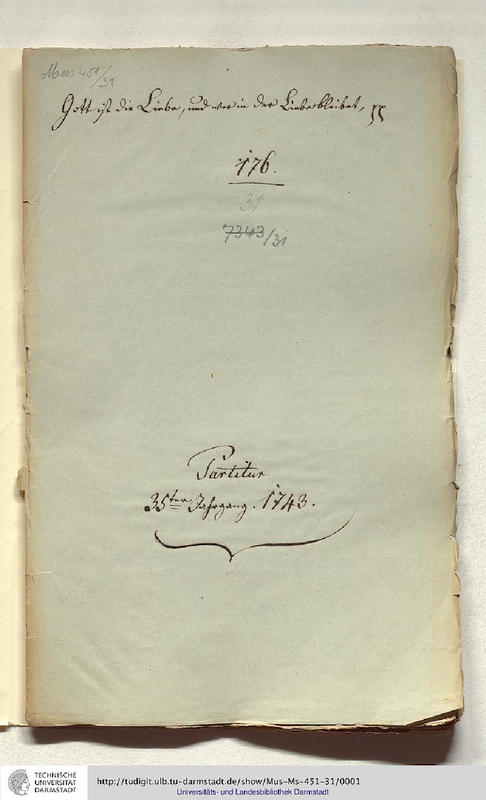 Mus 451/31
Gott ist die Liebe, und wer in der Liebe bleibet,
176.
31
7343/31
Partitur
35ter Jahrgang. 1743.
TECHNISCHE
UNIVERSITÄT
DARMSTADT
http://tudigit.ulb.tu-darmstadt.de/show/Mus-Ms-451-31/0001
Universitäts- und Landesbibliothek Darmstadt